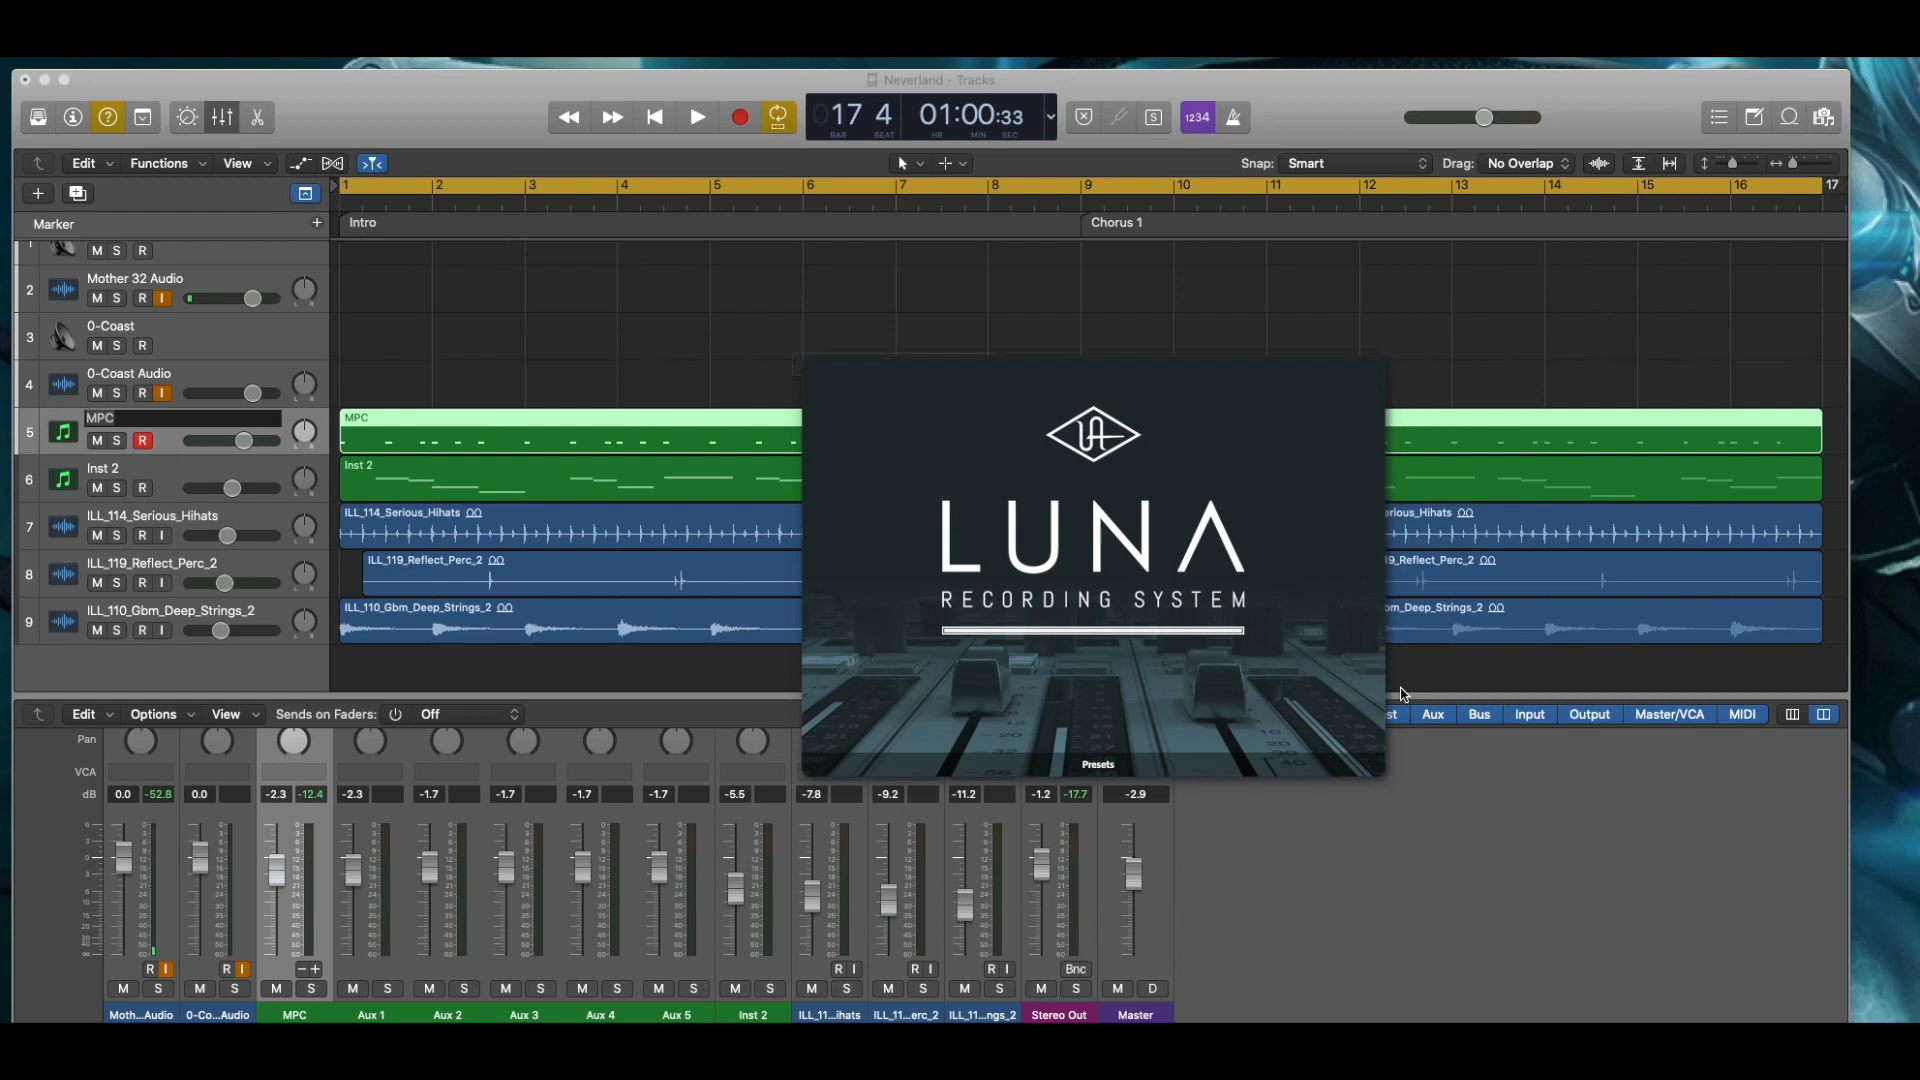 Neverland - Tracks
017 4 01:00:33
BAR BEAT HR MIN SEC
S
1234
Edit Functions View
Snap: Smart
Drag: No Overlap
1 2 3 4 5 6 7 8 9 10 11 12 13 14 15 16 17
Marker
Intro
Chorus 1
1 M S R
2 Mother 32 Audio
M S R I
3 0-Coast
M S R
4 0-Coast Audio
M S R I
5 MPC
M S R
MPC
6 Inst 2
M S R
Inst 2
7 ILL_114_Serious_Hihats
M S R I
ILL_114_Serious_Hihats
erious_Hihats
8 ILL_119_Reflect_Perc_2
M S R I
ILL_119_Reflect_Perc_2
19_Reflect_Perc_2
9 ILL_110_Gbm_Deep_Strings_2
M S R I
ILL_110_Gbm_Deep_Strings_2
bm_Deep_Strings_2
UA
LUNA
RECORDING SYSTEM
Presets
Edit Options View Sends on Faders: Off
st Aux Bus Input Output Master/VCA MIDI
Pan
VCA
dB 0.0 -52.8 0.0 -2.3 -12.4 -2.3 -1.7 -1.7 -1.7 -1.7 -5.5 -7.8 -9.2 -11.2 -1.2 -17.7 -2.9
R I R I R I R I R I Bnc
M S M S M S M S M S M S M S M S M S M S M S M S M S M D
Moth...Audio 0-Co...Audio MPC Aux 1 Aux 2 Aux 3 Aux 4 Aux 5 Inst 2 ILL_11...ihats ILL_11...erc_2 ILL_11...ngs_2 Stereo Out Master